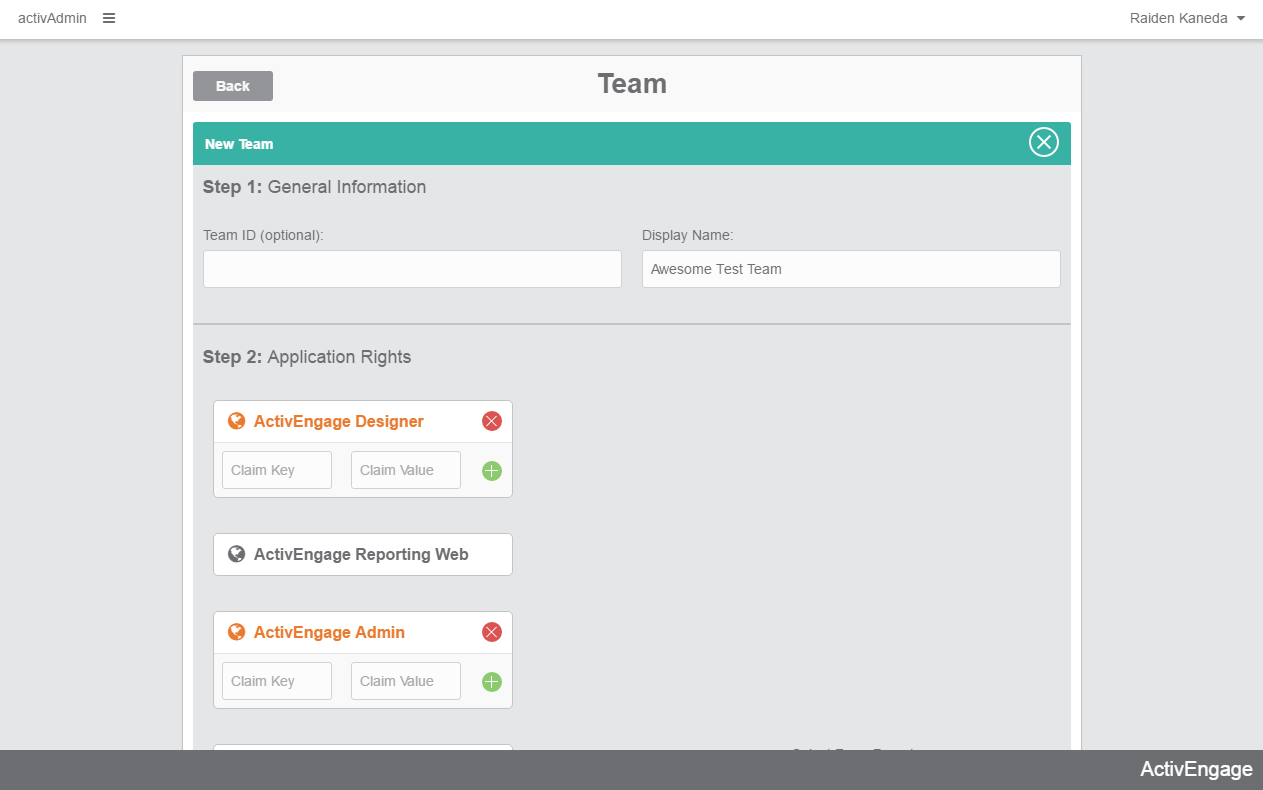 activAdmin
Raiden Kaneda
Back
Team
New Team
Step 1: General Information
Team ID (optional):
Display Name:
Awesome Test Team
Step 2: Application Rights
ActivEngage Designer
Claim Key
Claim Value
ActivEngage Reporting Web
ActivEngage Admin
Claim Key
Claim Value
ActivEngage